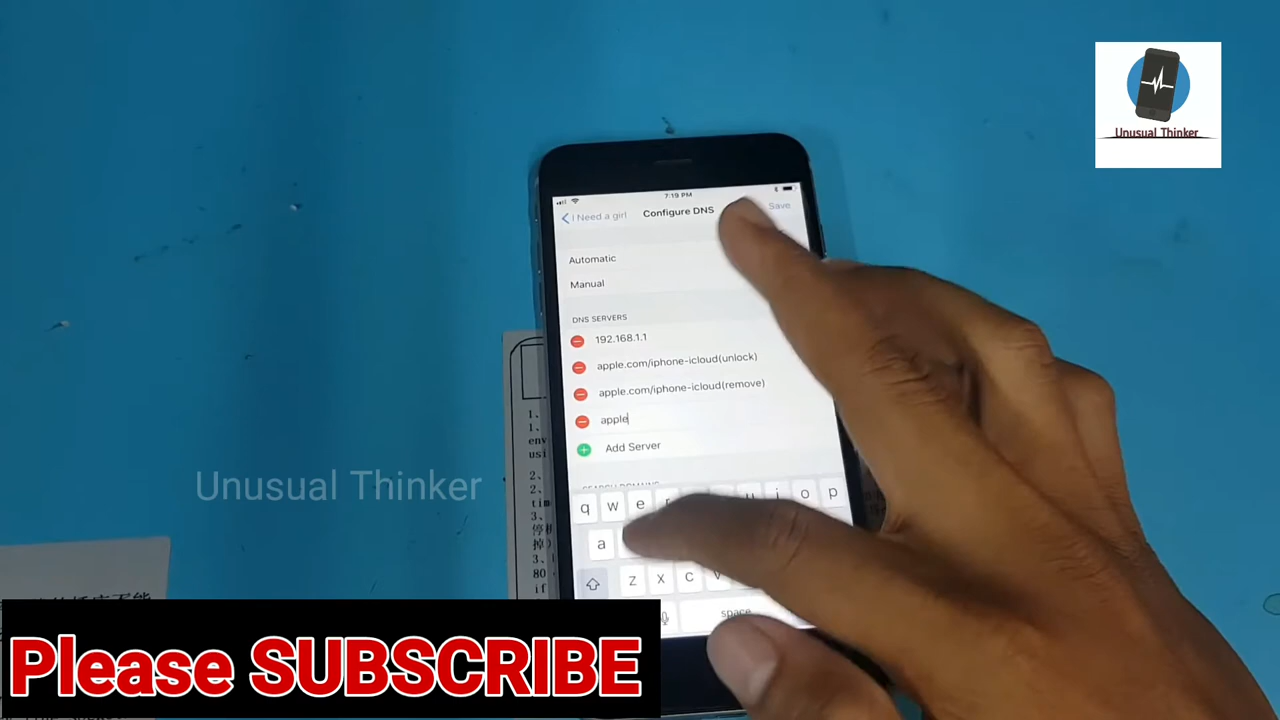 Unusual Thinker
7:19 PM
I Need a girl
Configure DNS
Save
Automatic
Manual
DNS SERVERS
192.168.1.1
apple.com/iphone-icloud(unlock)
apple.com/iphone-icloud(remove)
apple
Add Server
q w e r u i o p
a
z x c v
space
Unusual Thinker
Please SUBSCRIBE